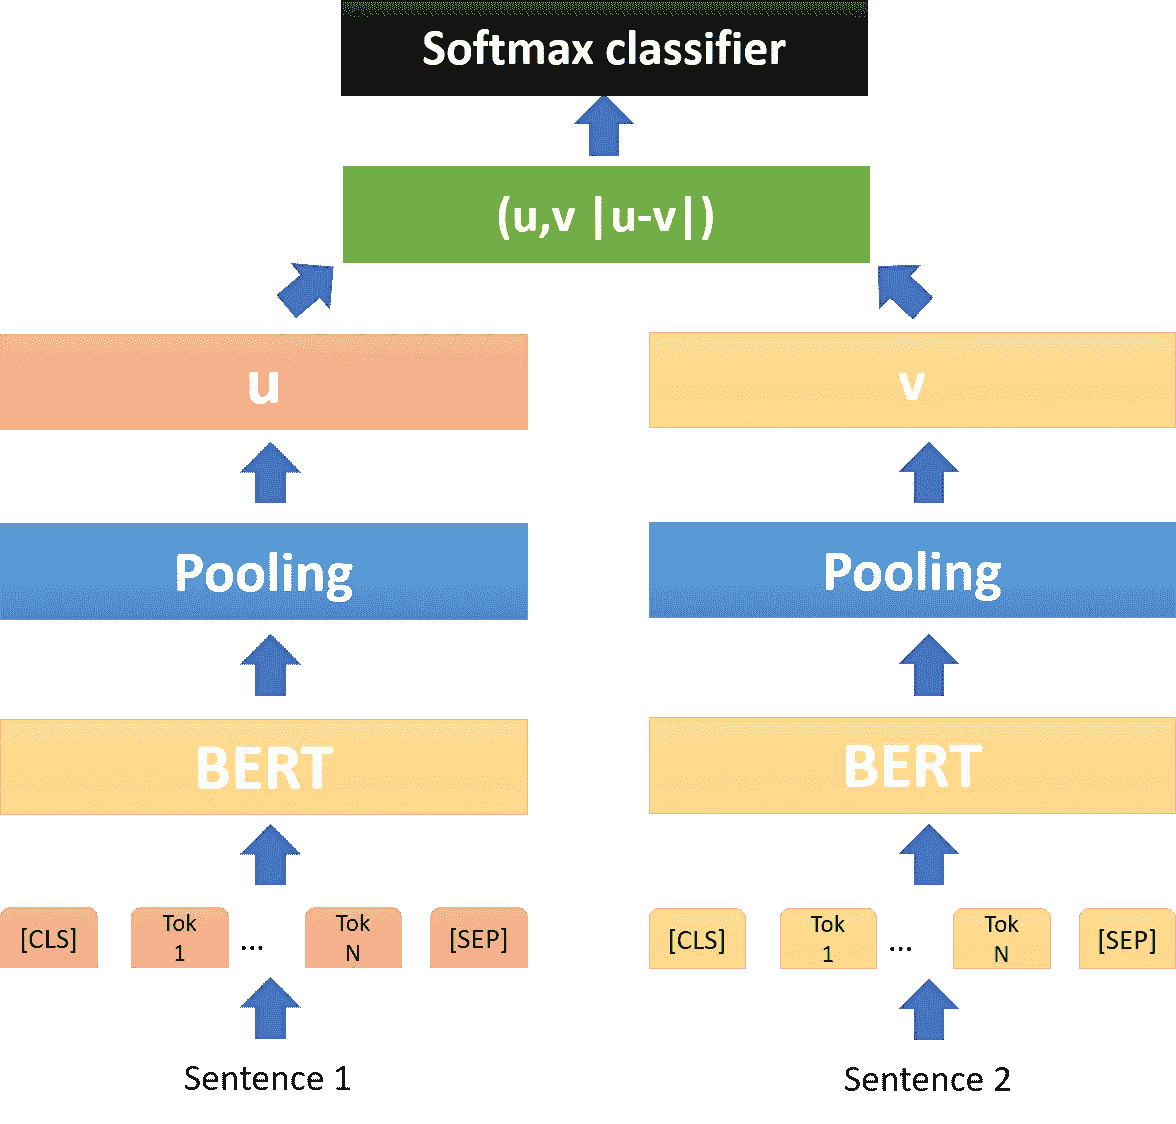 Softmax classifier
(u,v |u-v|)
u
v
Pooling
Pooling
BERT
BERT
[CLS]
Tok
1
...
Tok
N
[SEP]
[CLS]
Tok
1
...
Tok
N
[SEP]
Sentence 1
Sentence 2